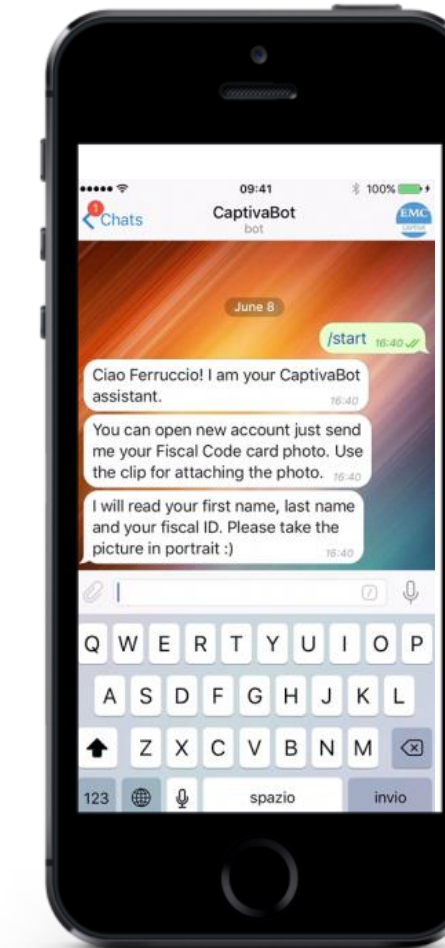 09:41
100%
1
Chats
CaptivaBot
bot
EMC
CAPTIVA
June 8
/start 16:40
Ciao Ferruccio! I am your CaptivaBot
assistant. 16:40
You can open new account just send
me your Fiscal Code card photo. Use
the clip for attaching the photo. 16:40
I will read your first name, last name
and your fiscal ID. Please take the
picture in portrait :) 16:40
Q W E R T Y U I O P
A S D F G H J K L
Z X C V B N M
123 spazio invio